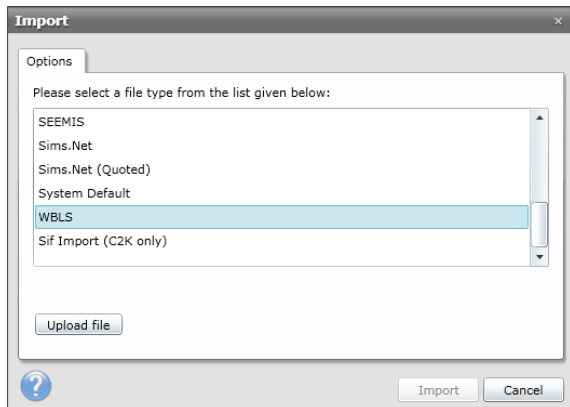 Import
Options
Please select a file type from the list given below:
SEEMIS
Sims.Net
Sims.Net (Quoted)
System Default
WBLS
Sif Import (C2K only)
Upload file
?
Import Cancel